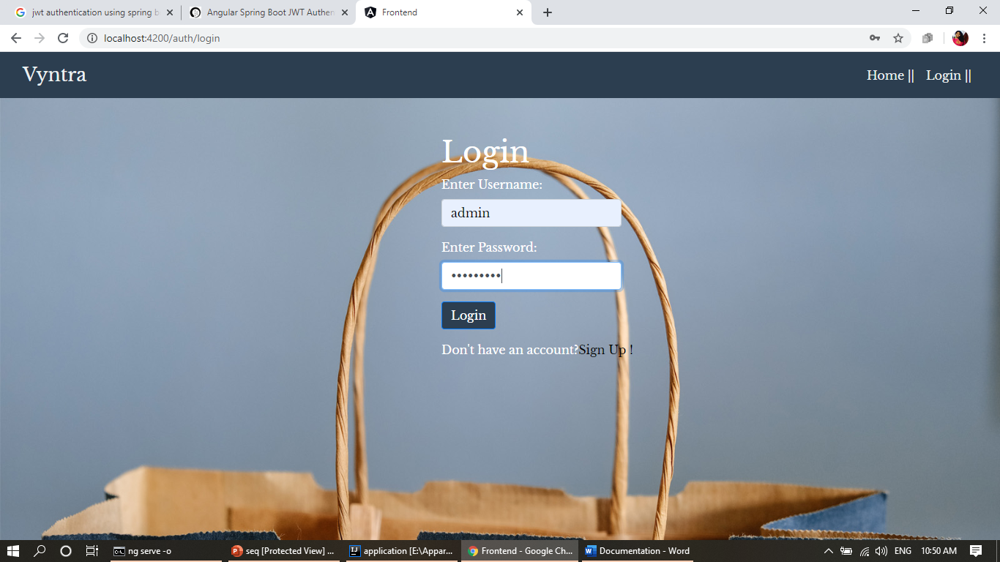 jwt authentication using spring b
Angular Spring Boot JWT Authen
Frontend
localhost:4200/auth/login
Vyntra
Home ||
Login ||
Login
Enter Username:
admin
Enter Password:
•••••••••
Login
Don't have an account?Sign Up !
ng serve -o
seq [Protected View] ...
application [E:\Appar...
Frontend - Google Ch...
Documentation - Word
ENG
10:50 AM